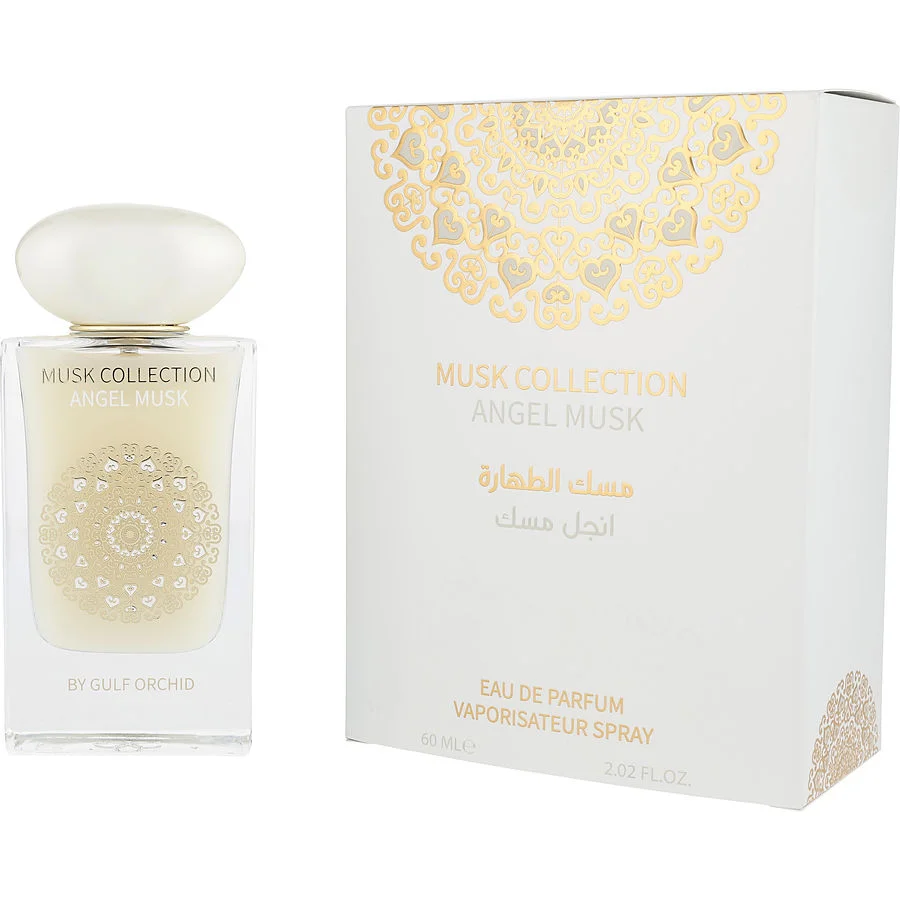 MUSK COLLECTION
ANGEL MUSK
BY GULF ORCHID
MUSK COLLECTION
ANGEL MUSK
مسك الطهارة
انجل مسك
EAU DE PARFUM
VAPORISATEUR SPRAY
60 ML℮
2.02 FL.OZ.